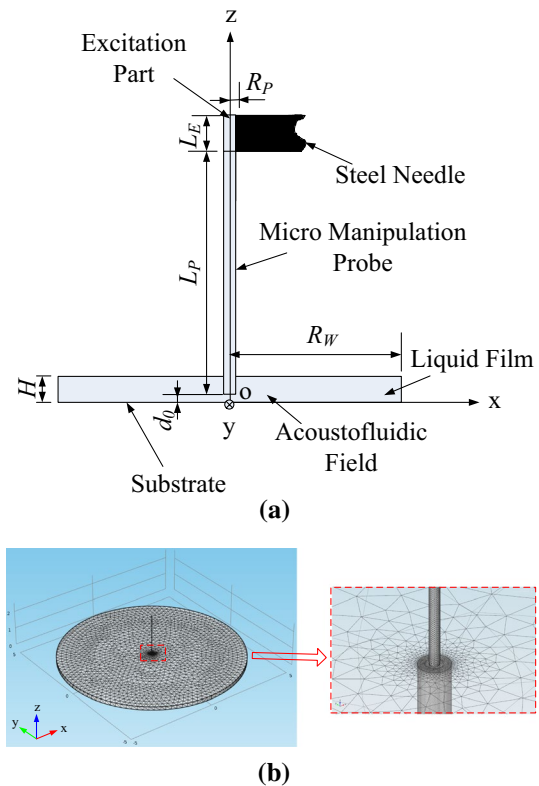 z
Excitation
Part
R_P
L_E
Steel Needle
L_P
Micro Manipulation
Probe
R_W
H
Liquid Film
d_0
o
x
y
Acoustofluidic
Field
Substrate
(a)
z
y
x
(b)